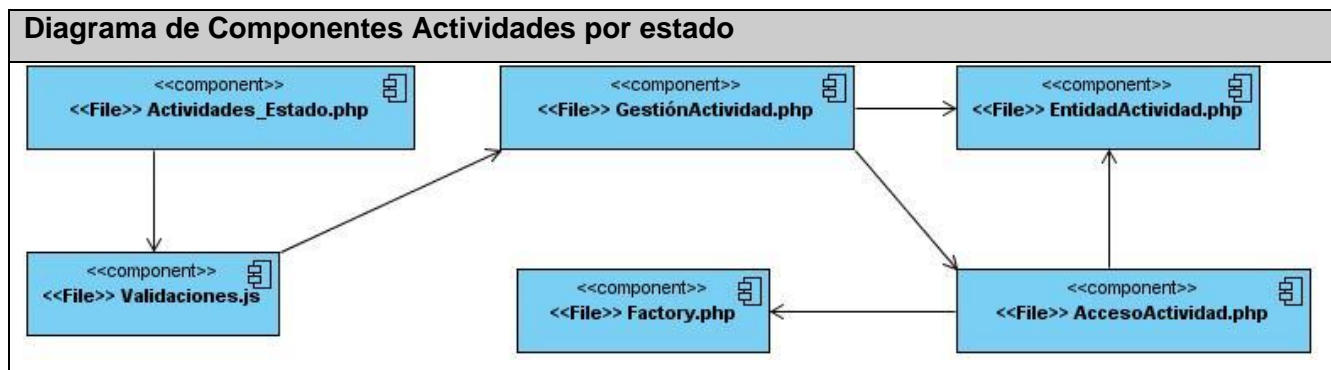 Diagrama de Componentes Actividades por estado
<<component>>
<<File>> Actividades_Estado.php
<<component>>
<<File>> GestiónActividad.php
<<component>>
<<File>> EntidadActividad.php
<<component>>
<<File>> Validaciones.js
<<component>>
<<File>> Factory.php
<<component>>
<<File>> AccesoActividad.php